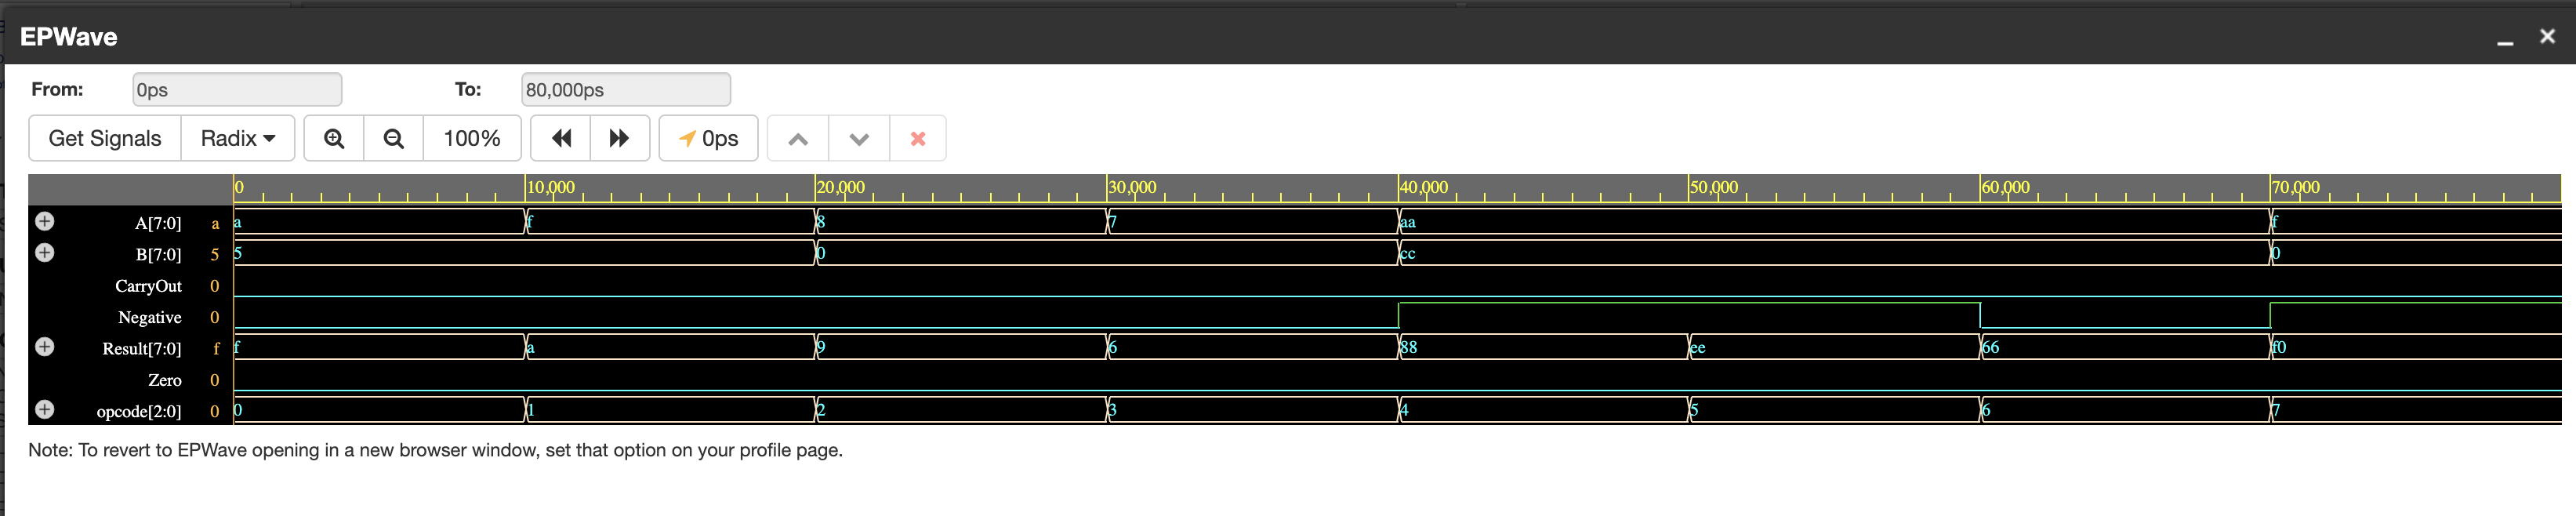 EPWave
From: 0ps To: 80,000ps
Get Signals Radix 100% 0ps
0 10,000 20,000 30,000 40,000 50,000 60,000 70,000
A[7:0] a a f 8 7 aa f
B[7:0] 5 5 0 cc 0
CarryOut 0
Negative 0
Result[7:0] f f a 9 6 88 ee 66 f0
Zero 0
opcode[2:0] 0 0 1 2 3 4 5 6 7
Note: To revert to EPWave opening in a new browser window, set that option on your profile page.